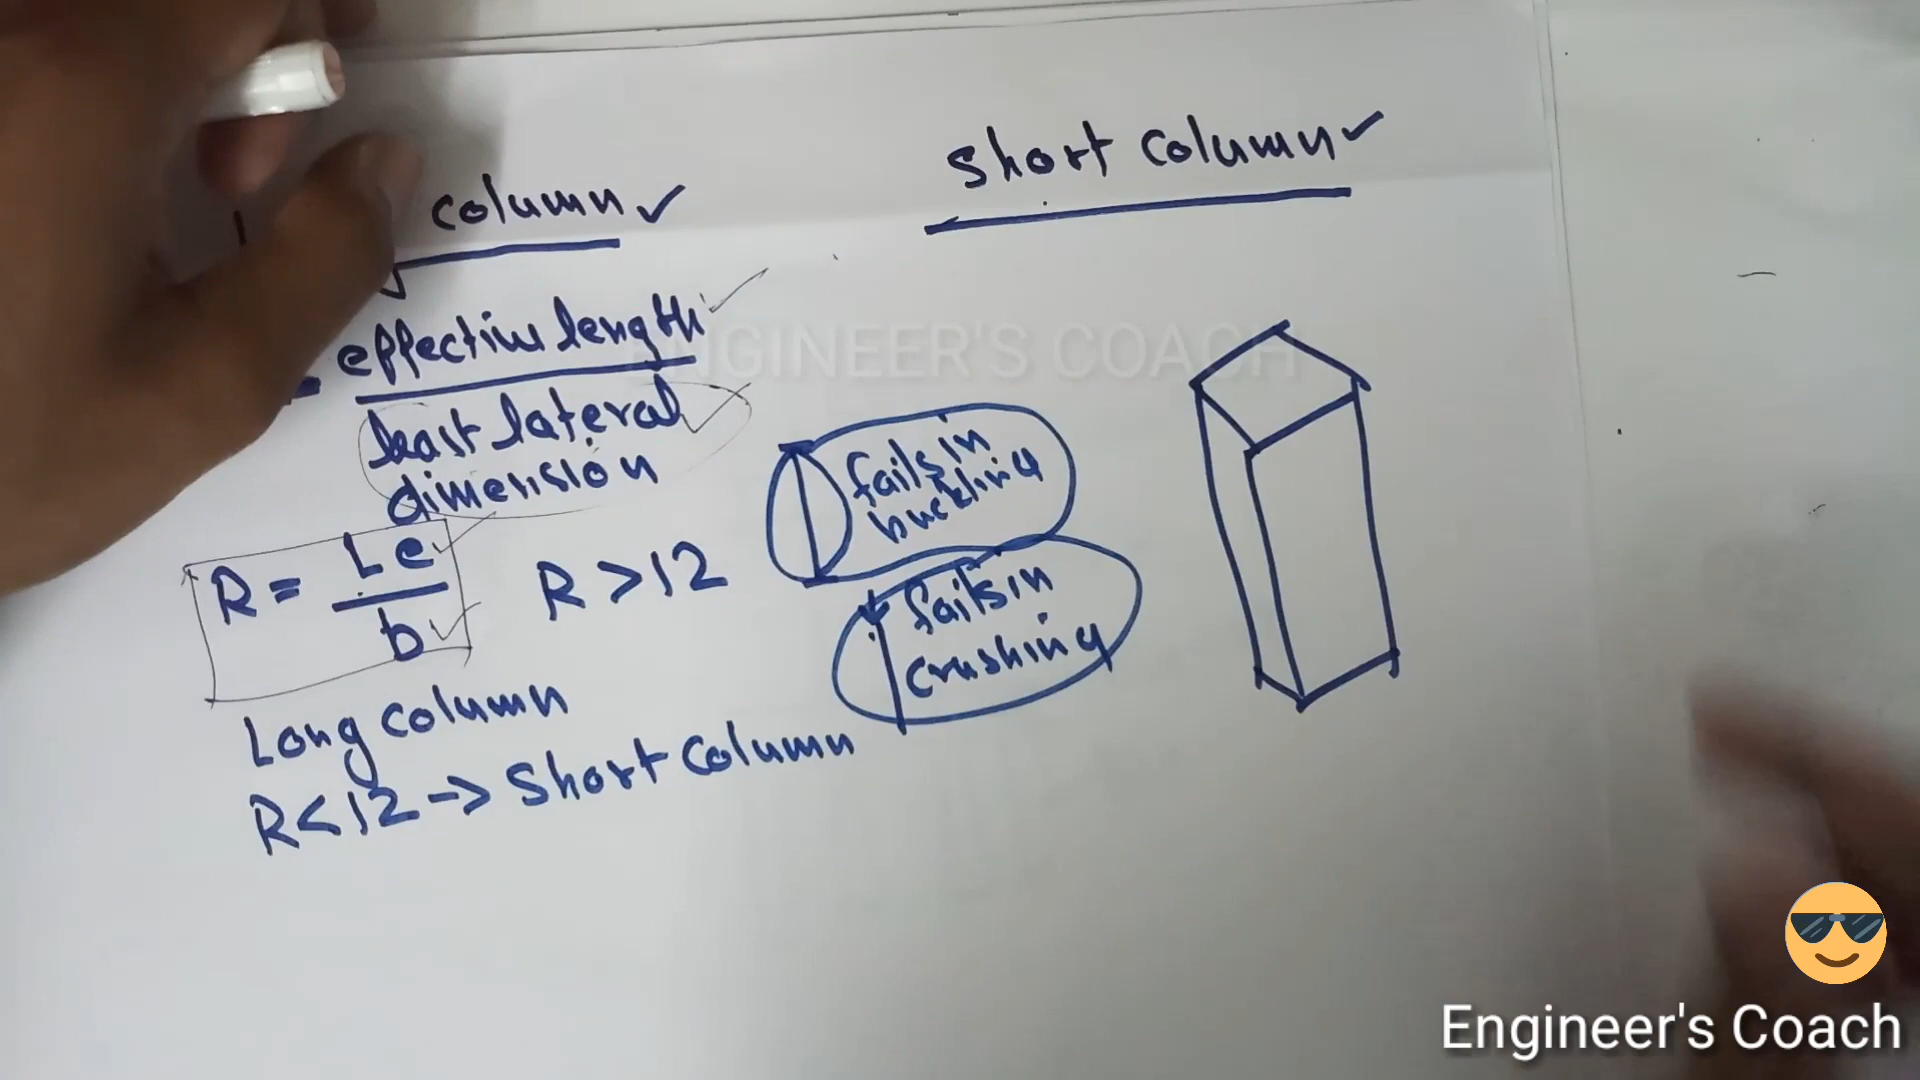 column
short column
effective length
least lateral
dimension
R = Le
b
R > 12
fails in
buckling
fails in
crushing
Long column
R < 12 -> Short column
ENGINEER'S COACH
Engineer's Coach